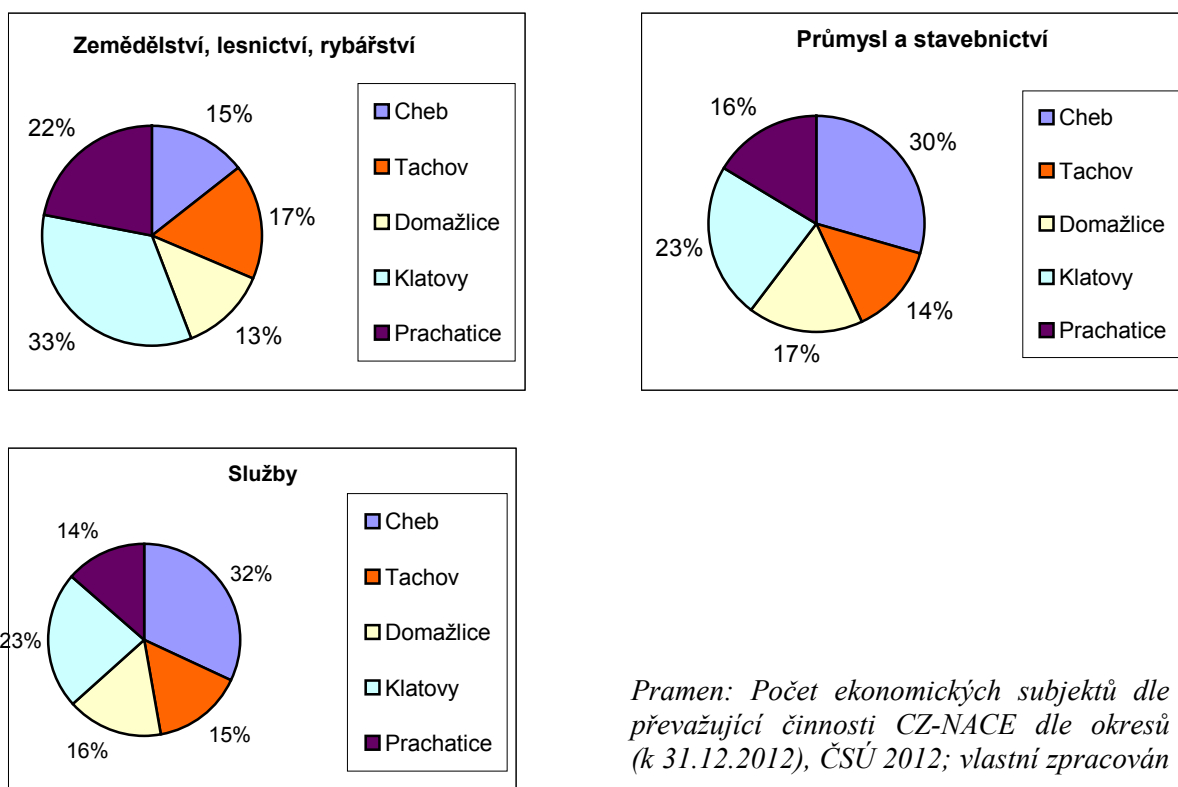 Zemědělství, lesnictví, rybářství
15%
17%
13%
33%
22%
Cheb
Tachov
Domažlice
Klatovy
Prachatice
Průmysl a stavebnictví
30%
14%
17%
23%
16%
Cheb
Tachov
Domažlice
Klatovy
Prachatice
Služby
32%
15%
16%
23%
14%
Cheb
Tachov
Domažlice
Klatovy
Prachatice
Pramen: Počet ekonomických subjektů dle
převažující činnosti CZ-NACE dle okresů
(k 31.12.2012), ČSÚ 2012; vlastní zpracován